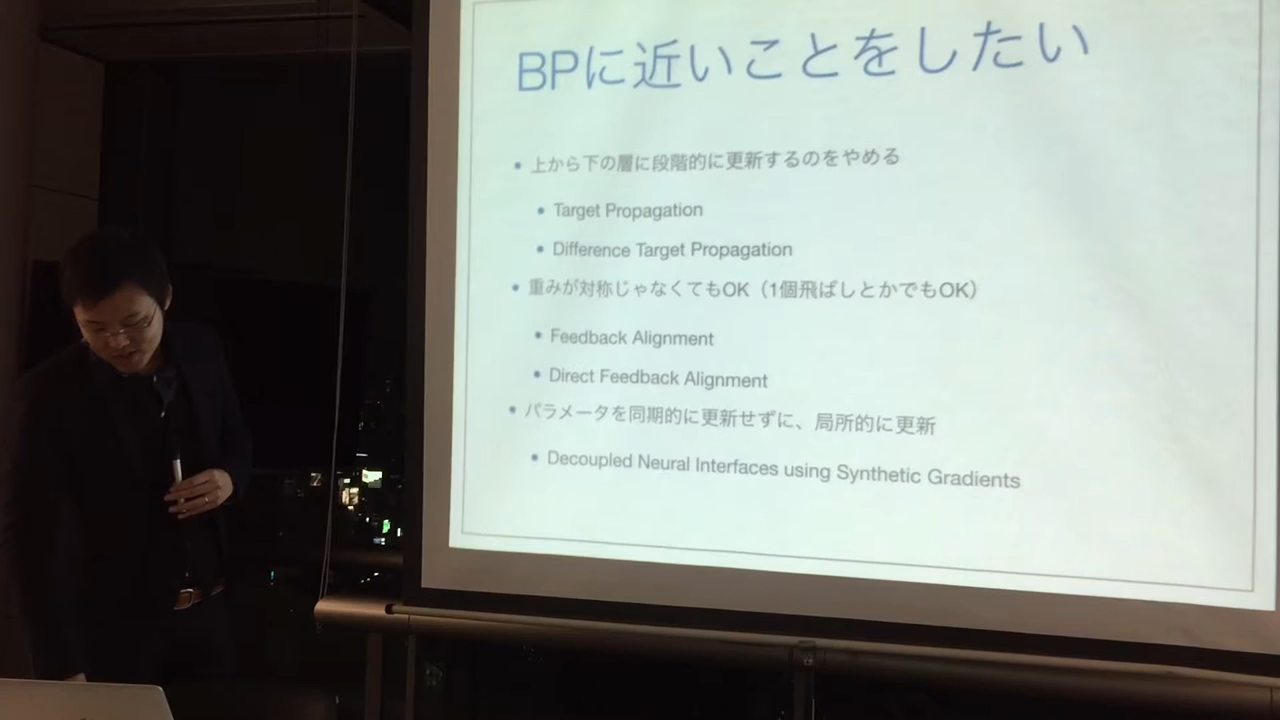 BPに近いことをしたい
• 上から下の層に段階的に更新するのをやめる
• Target Propagation
• Difference Target Propagation
• 重みが対称じゃなくてもOK（1個飛ばしとかでもOK）
• Feedback Alignment
• Direct Feedback Alignment
• パラメータを同期的に更新せずに、局所的に更新
• Decoupled Neural Interfaces using Synthetic Gradients